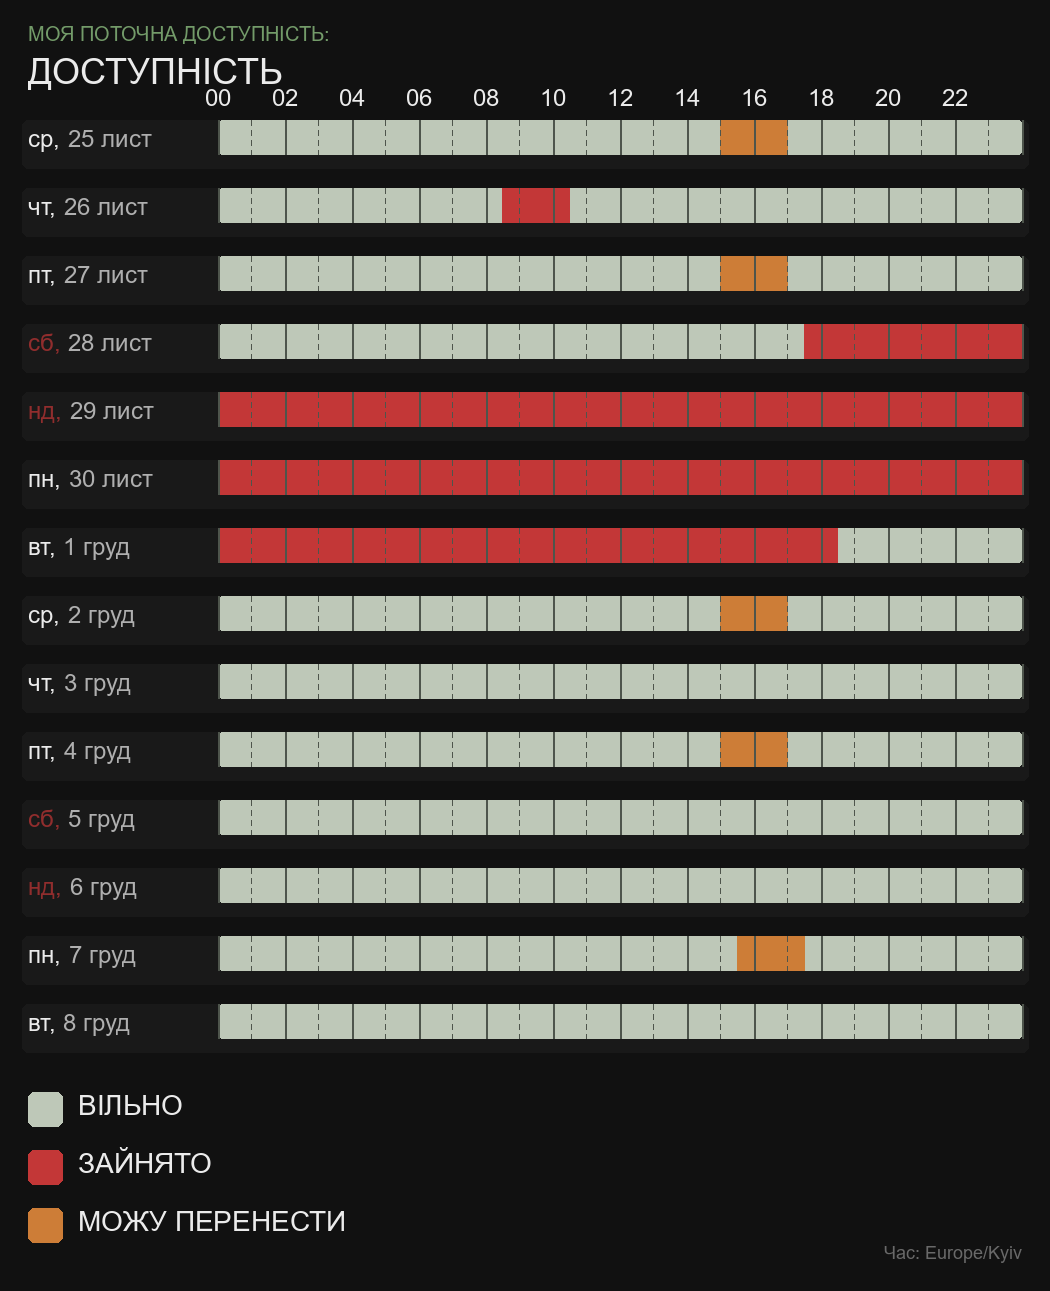 МОЯ ПОТОЧНА ДОСТУПНІСТЬ:
ДОСТУПНІСТЬ
00 02 04 06 08 10 12 14 16 18 20 22
ср, 25 лист
чт, 26 лист
пт, 27 лист
сб, 28 лист
нд, 29 лист
пн, 30 лист
вт, 1 груд
ср, 2 груд
чт, 3 груд
пт, 4 груд
сб, 5 груд
нд, 6 груд
пн, 7 груд
вт, 8 груд
ВІЛЬНО
ЗАЙНЯТО
МОЖУ ПЕРЕНЕСТИ
Час: Europe/Kyiv